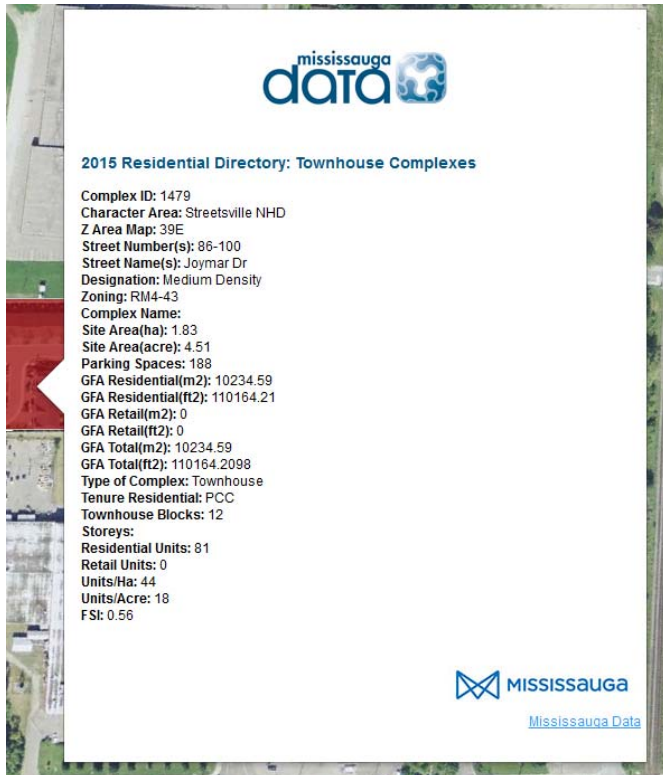 mississauga
data
2015 Residential Directory: Townhouse Complexes
Complex ID: 1479
Character Area: Streetsville NHD
Z Area Map: 39E
Street Number(s): 86-100
Street Name(s): Joymar Dr
Designation: Medium Density
Zoning: RM4-43
Complex Name:
Site Area(ha): 1.83
Site Area(acre): 4.51
Parking Spaces: 188
GFA Residential(m2): 10234.59
GFA Residential(ft2): 110164.21
GFA Retail(m2): 0
GFA Retail(ft2): 0
GFA Total(m2): 10234.59
GFA Total(ft2): 110164.2098
Type of Complex: Townhouse
Tenure Residential: PCC
Townhouse Blocks: 12
Storeys:
Residential Units: 81
Retail Units: 0
Units/Ha: 44
Units/Acre: 18
FSI: 0.56
MISSISSAUGA
Mississauga Data